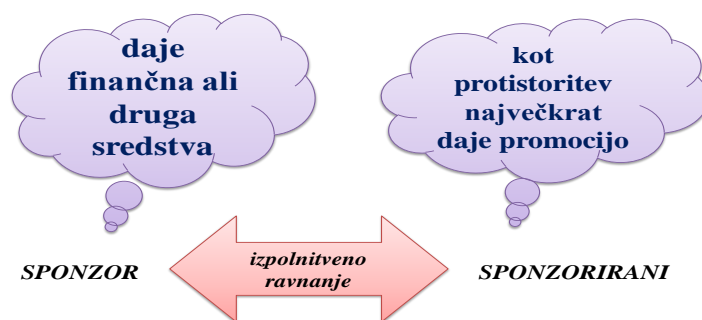 daje
finančna ali
druga
sredstva
kot
protistoritev
največkrat
daje promocijo
SPONZOR
izpolnitveno
ravnanje
SPONZORIRANI